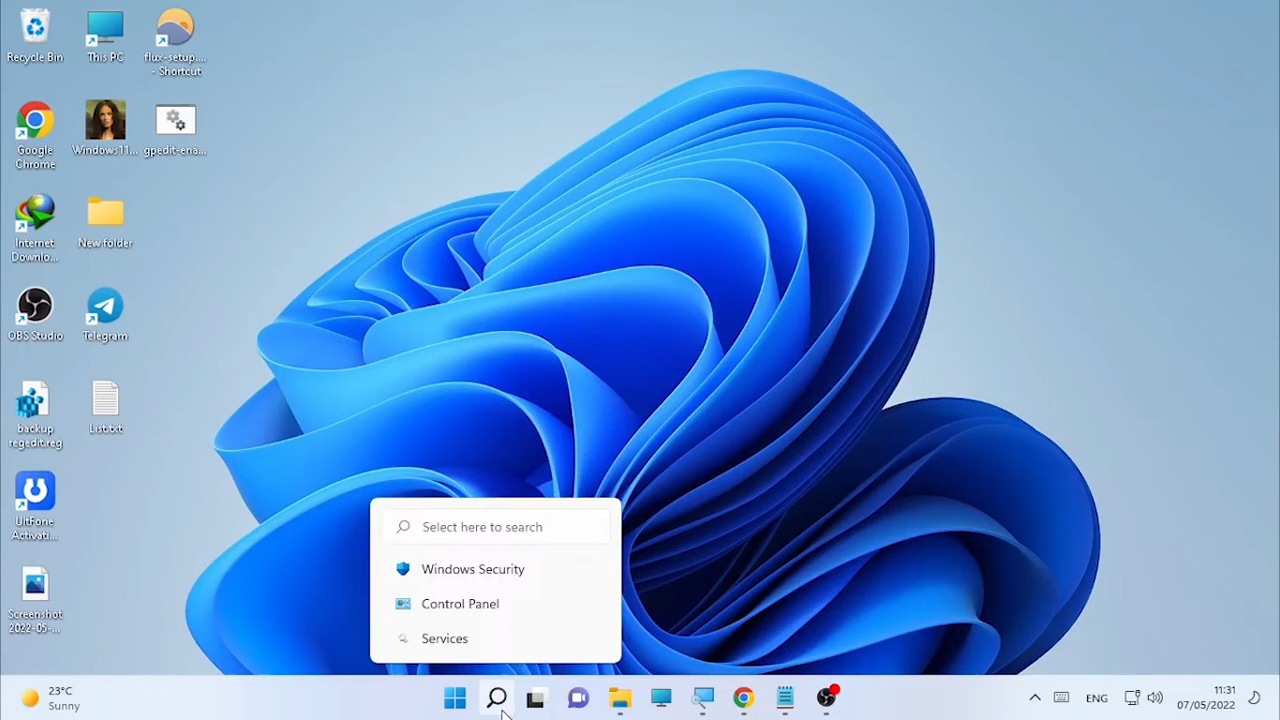 Recycle Bin
This PC
flux-setup....
- Shortcut
Google
Chrome
Windows11...
gpedit-ena...
Internet
Downlo...
New folder
OBS Studio
Telegram
backup
regedit.reg
List.txt
UltFone
Activati...
Screenshot
2022-05-...
Select here to search
Windows Security
Control Panel
Services
23°C
Sunny
ENG
11:31
07/05/2022